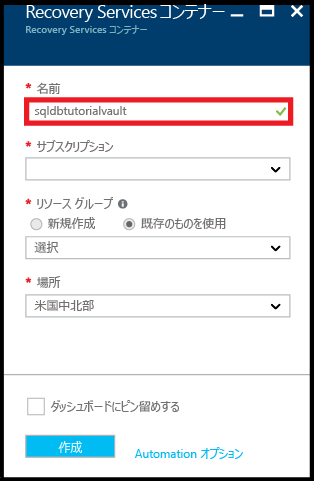 Recovery Services コンテナー
Recovery Services コンテナー
* 名前
sqldbtutorialvault
* サブスクリプション
* リソース グループ
新規作成 既存のものを使用
選択
* 場所
米国中北部
ダッシュボードにピン留めする
作成 Automation オプション